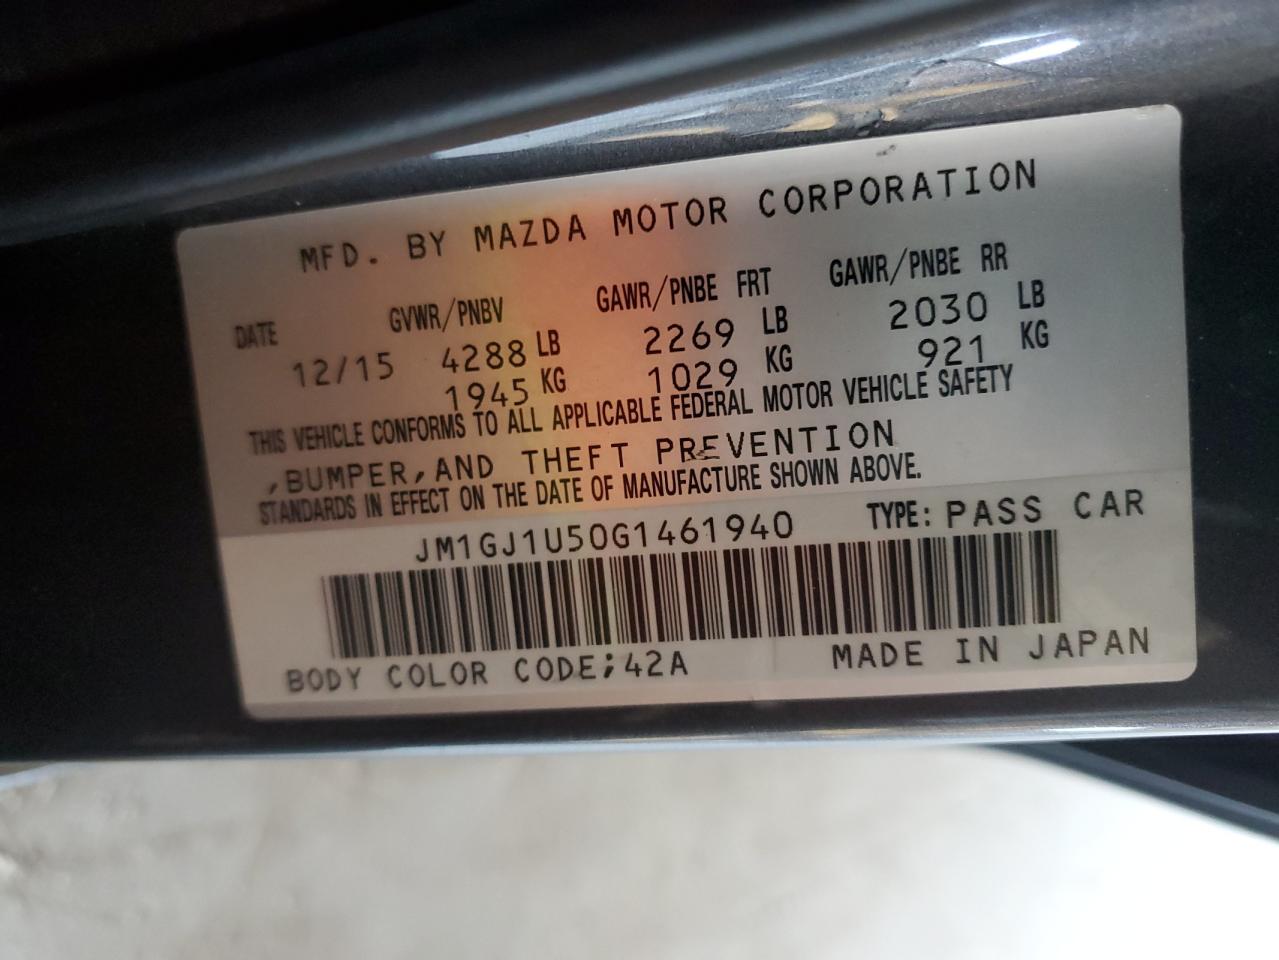 MFD. BY MAZDA MOTOR CORPORATION
DATE GVWR/PNBV GAWR/PNBE FRT GAWR/PNBE RR
12/15 4288 LB 2269 LB 2030 LB
1945 KG 1029 KG 921 KG
THIS VEHICLE CONFORMS TO ALL APPLICABLE FEDERAL MOTOR VEHICLE SAFETY
,BUMPER,AND THEFT PREVENTION
STANDARDS IN EFFECT ON THE DATE OF MANUFACTURE SHOWN ABOVE.
JM1GJ1U50G1461940 TYPE: PASS CAR
BODY COLOR CODE;42A MADE IN JAPAN